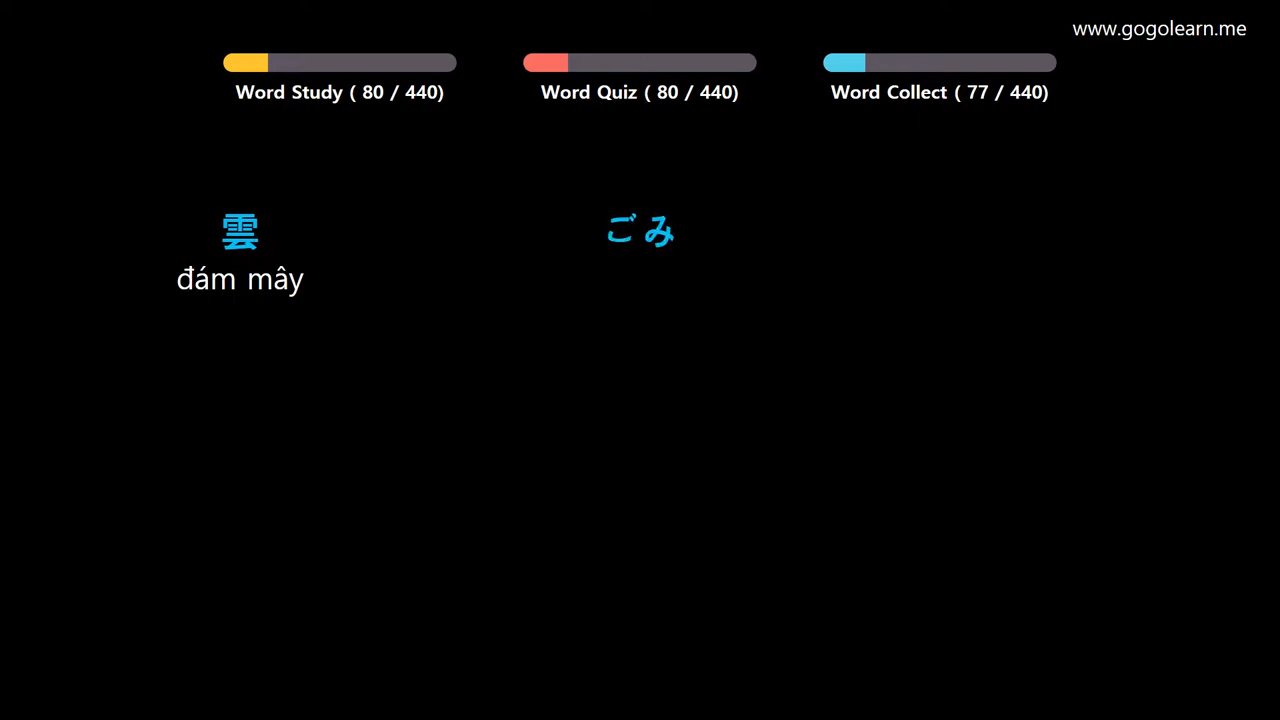 www.gogolearn.me
Word Study ( 80 / 440)
Word Quiz ( 80 / 440)
Word Collect ( 77 / 440)
雲
đám mây
ごみ